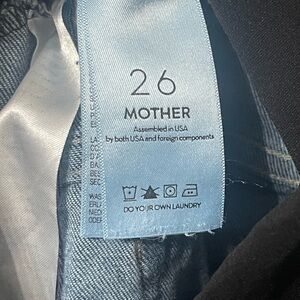 26
MOTHER
Assembled in USA
by both USA and foreign components
DO YOUR OWN LAUNDRY